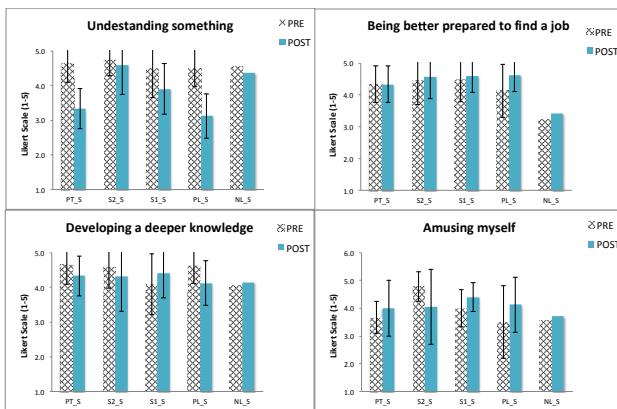 Undestanding something
PRE
POST
Likert Scale (1-5)
5.0
4.0
3.0
2.0
1.0
PT_S S2_S S1_S PL_S NL_S
Being better prepared to find a job
PRE
POST
Likert Scale (1-5)
5.0
4.0
3.0
2.0
1.0
PT_S S2_S S1_S PL_S NL_S
Developing a deeper knowledge
PRE
POST
Likert Scale (1-5)
5.0
4.0
3.0
2.0
1.0
PT_S S2_S S1_S PL_S NL_S
Amusing myself
PRE
POST
Likert Scale (1-5)
6.0
5.0
4.0
3.0
2.0
1.0
PT_S S2_S S1_S PL_S NL_S